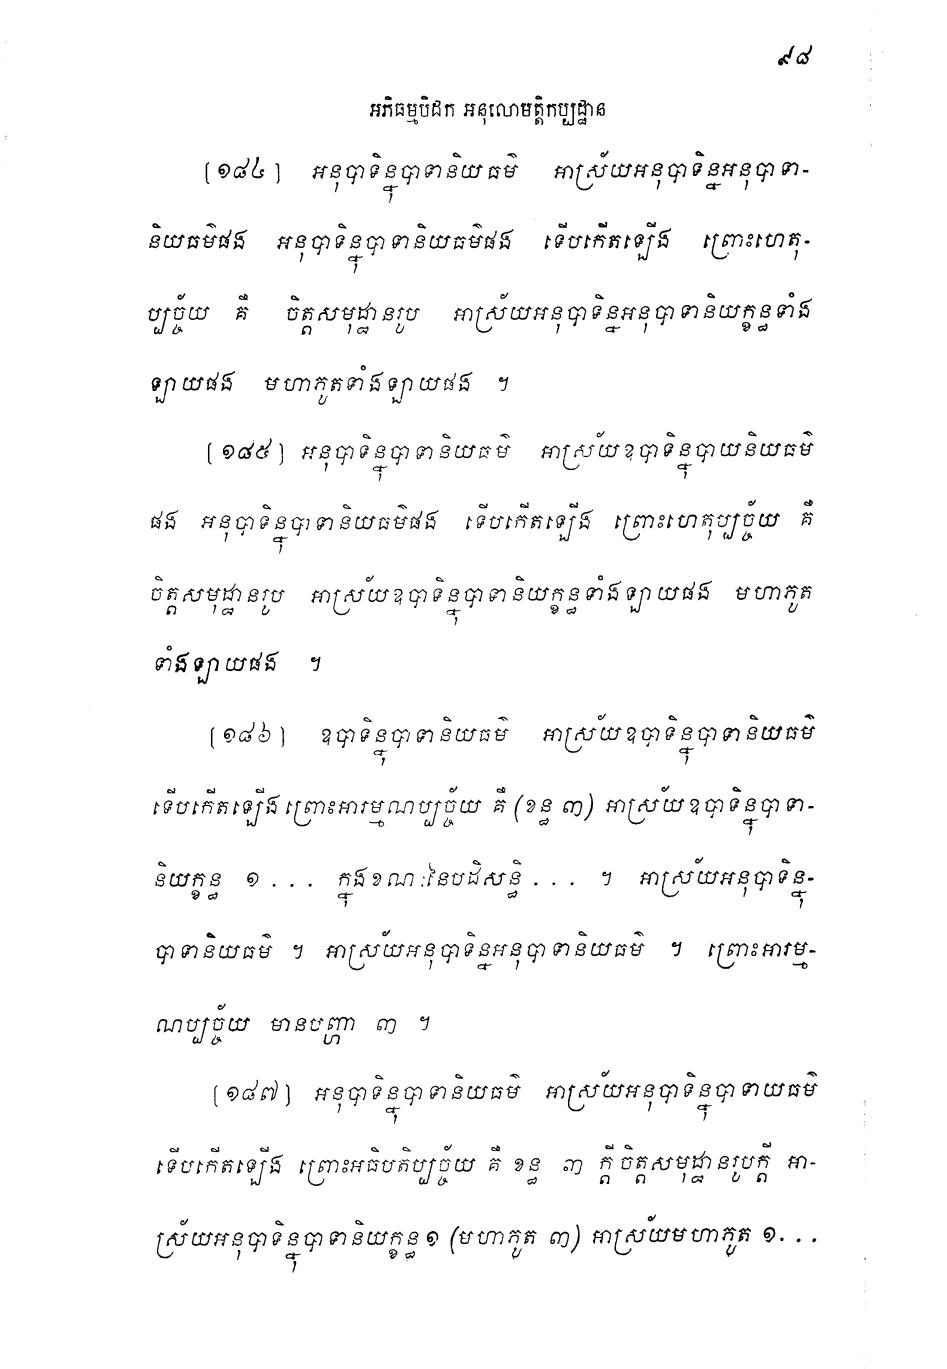 ៩៨
អភិធម្មបិដក អនុលោមត្តិកប្បដ្ឋាន
[១៨៤] អនុបាទិន្នុបាទានិយធម៌ អាស្រ័យអនុបាទិន្នអនុបាទា-
និយធម៌ផង អនុបាទិន្នុបាទានិយធម៌ផង ទើបកើតឡើង ព្រោះហេតុ-
ប្បច្ច័យ គឺ ចិត្តសមុដ្ឋានរូប អាស្រ័យអនុបាទិន្នអនុបាទានិយក្ខន្ធទាំង
ឡាយផង មហាភូតទាំងឡាយផង ។
[១៨៥] អនុបាទិន្នុបាទានិយធម៌ អាស្រ័យឧបាទិន្នុបាយនិយធម៌
ផង អនុបាទិន្នុបាទានិយធម៌ផង ទើបកើតឡើង ព្រោះហេតុប្បច្ច័យ គឺ
ចិត្តសមុដ្ឋានរូប អាស្រ័យឧបាទិន្នុបាទានិយក្ខន្ធទាំងឡាយផង មហាភូត
ទាំងឡាយផង ។
[១៨៦] ឧបាទិន្នុបាទានិយធម៌ អាស្រ័យឧបាទិន្នុបាទានិយធម៌
ទើបកើតឡើង ព្រោះអារម្មណប្បច្ច័យ គឺ (ខន្ធ ៣) អាស្រ័យឧបាទិន្នុបាទា-
និយក្ខន្ធ ១ ... ក្នុងខណៈនៃបដិសន្ធិ ... ។ អាស្រ័យអនុបាទិន្នុ-
បាទានិយធម៌ ។ អាស្រ័យអនុបាទិន្នអនុបាទានិយធម៌ ។ ព្រោះអារម្ម-
ណប្បច្ច័យ មានបញ្ហា ៣ ។
[១៨៧] អនុបាទិន្នុបាទានិយធម៌ អាស្រ័យអនុបាទិន្នុបាទាយធម៌
ទើបកើតឡើង ព្រោះអធិបតិប្បច្ច័យ គឺ ខន្ធ ៣ ក្តី ចិត្តសមុដ្ឋានរូបក្តី អា-
ស្រ័យអនុបាទិន្នុបាទានិយក្ខន្ធ ១ (មហាភូត ៣) អាស្រ័យមហាភូត ១...